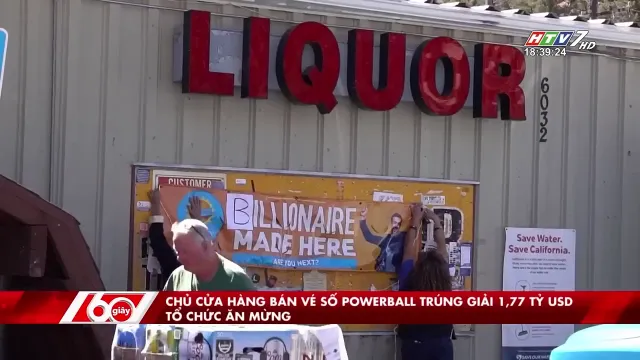 LIQUOR
HTV7 HD
18:39:24
6032
CUSTOMER
BILLIONAIRE
MADE HERE
ARE YOU NEXT?
Save Water.
Save California.
60 giây
CHỦ CỬA HÀNG BÁN VÉ SỐ POWERBALL TRÚNG GIẢI 1,77 TỶ USD
TỔ CHỨC ĂN MỪNG